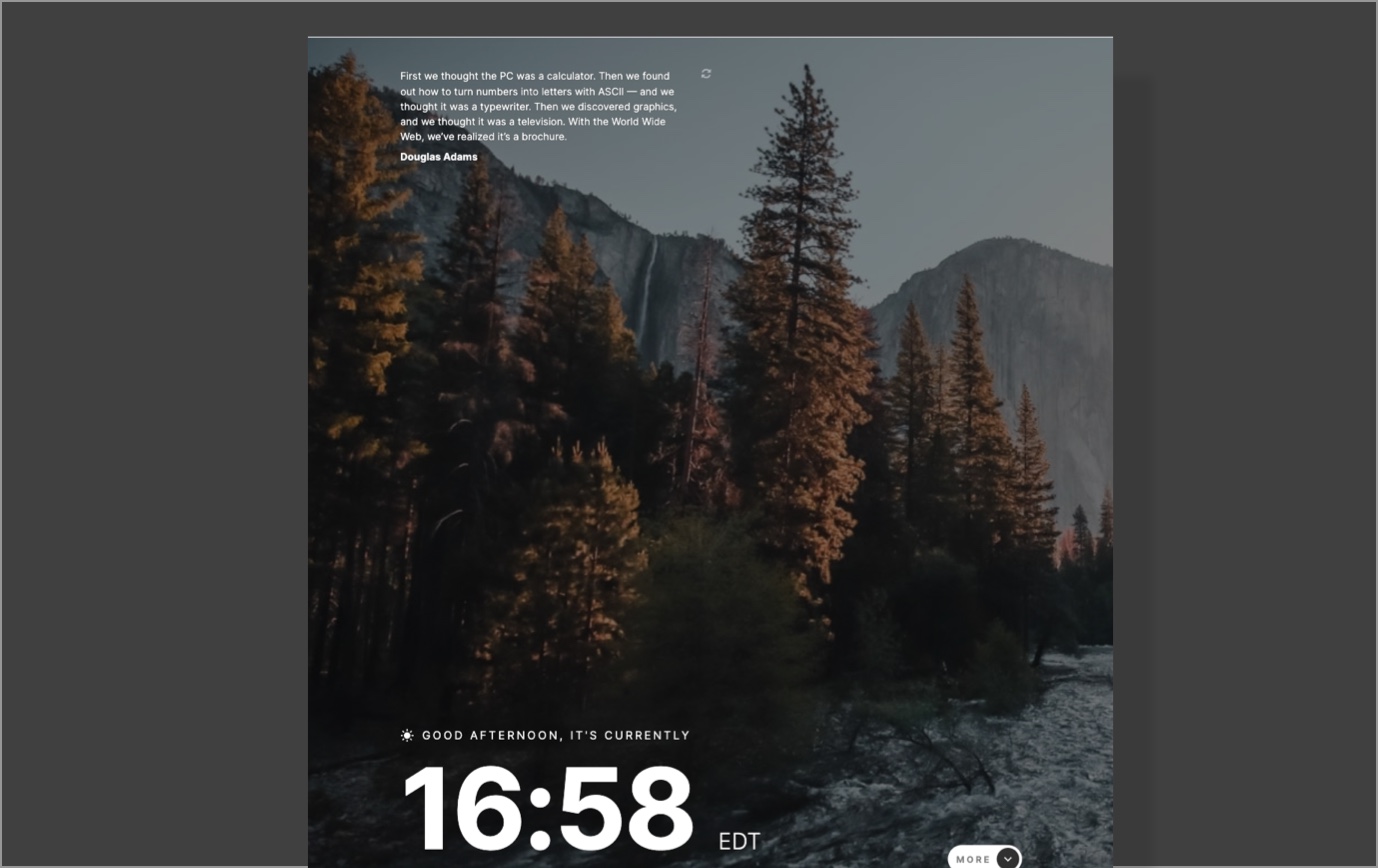 First we thought the PC was a calculator. Then we found
out how to turn numbers into letters with ASCII — and we
thought it was a typewriter. Then we discovered graphics,
and we thought it was a television. With the World Wide
Web, we’ve realized it’s a brochure.
Douglas Adams
GOOD AFTERNOON, IT'S CURRENTLY
16:58 EDT
MORE